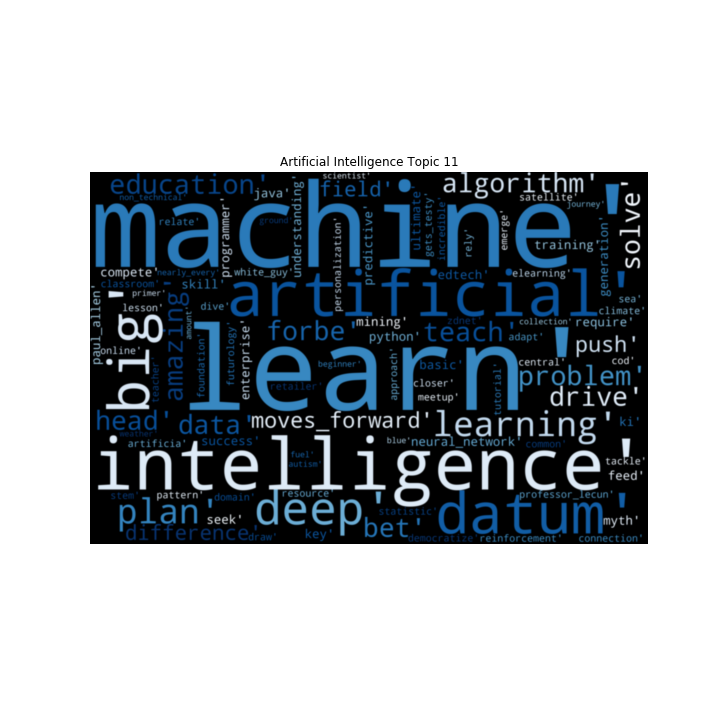 Artificial Intelligence Topic 11
education'
scientist'
algorithm'
non_technical'
java'
field'
satellite'
journey'
machine'
relate'
programmer'
understanding'
ground'
personalization'
predictive'
ultimate'
gets_testy'
incredible'
rely'
emerge'
training'
generation'
solve'
compete'
nearly_every'
white_guy'
edtech'
elearning'
classroom'
skill'
artificial'
sea'
climate'
primer'
lesson'
dive'
paul_allen'
online'
big'
teacher'
amazing'
amount'
foundation'
futurology'
enterprise'
learn'
forbe'
mining'
python'
teach'
zdnet'
adapt'
collection'
require'
push'
beginner'
retailer'
approach'
basic'
closer'
meetup'
tutorial'
central'
cod'
problem'
drive'
head'
data'
moves_forward'
learning'
ki'
weather'
artificia'
success'
blue'
neural_network'
common'
intelligence'
fuel'
autism'
tackle'
feed'
stem'
pattern'
domain'
resource'
deep'
professor_lecun'
plan'
seek'
statistic'
bet'
datum'
myth'
difference'
draw'
key'
democratize'
reinforcement'
connection'